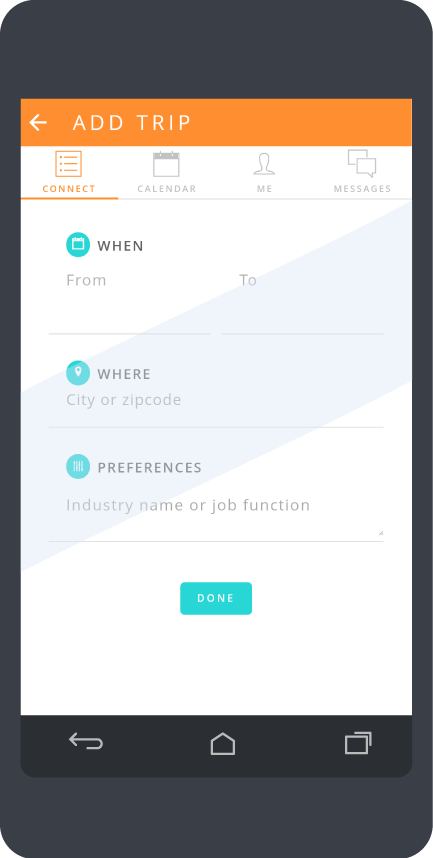 ADD TRIP
CONNECT CALENDAR ME MESSAGES
WHEN
From To
WHERE
City or zipcode
PREFERENCES
Industry name or job function
DONE